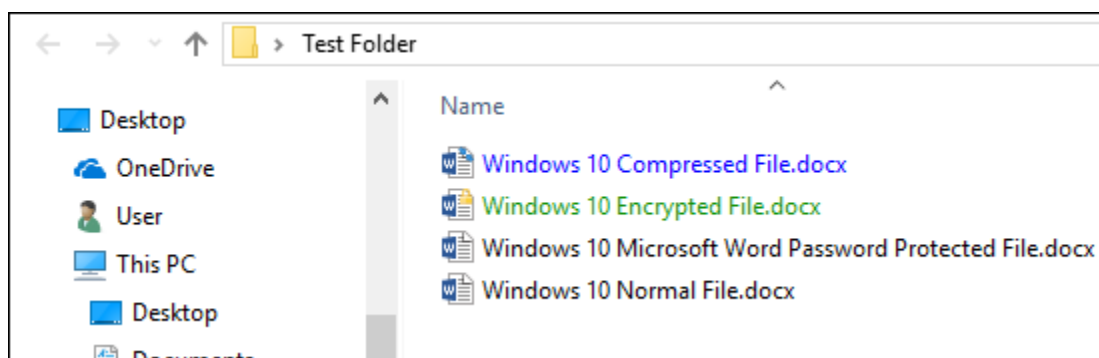 Test Folder
Desktop
OneDrive
User
This PC
Desktop
Documents
Name
Windows 10 Compressed File.docx
Windows 10 Encrypted File.docx
Windows 10 Microsoft Word Password Protected File.docx
Windows 10 Normal File.docx